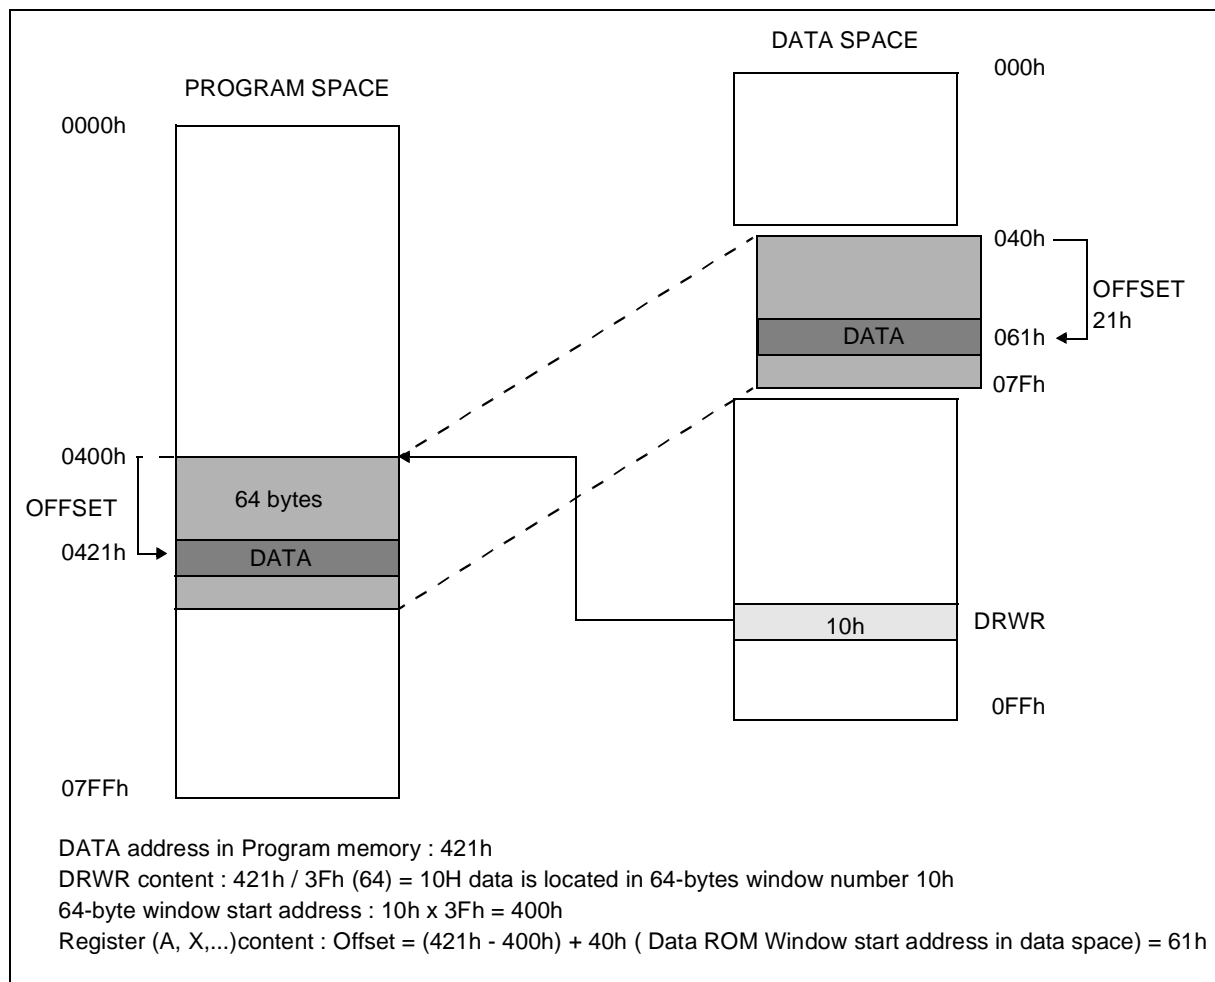 DATA SPACE
000h
PROGRAM SPACE
0000h
040h
OFFSET
21h
DATA
061h
07Fh
0400h
64 bytes
OFFSET
0421h
DATA
10h
DRWR
0FFh
07FFh
DATA address in Program memory : 421h
DRWR content : 421h / 3Fh (64) = 10H data is located in 64-bytes window number 10h
64-byte window start address : 10h x 3Fh = 400h
Register (A, X,...)content : Offset = (421h - 400h) + 40h ( Data ROM Window start address in data space) = 61h